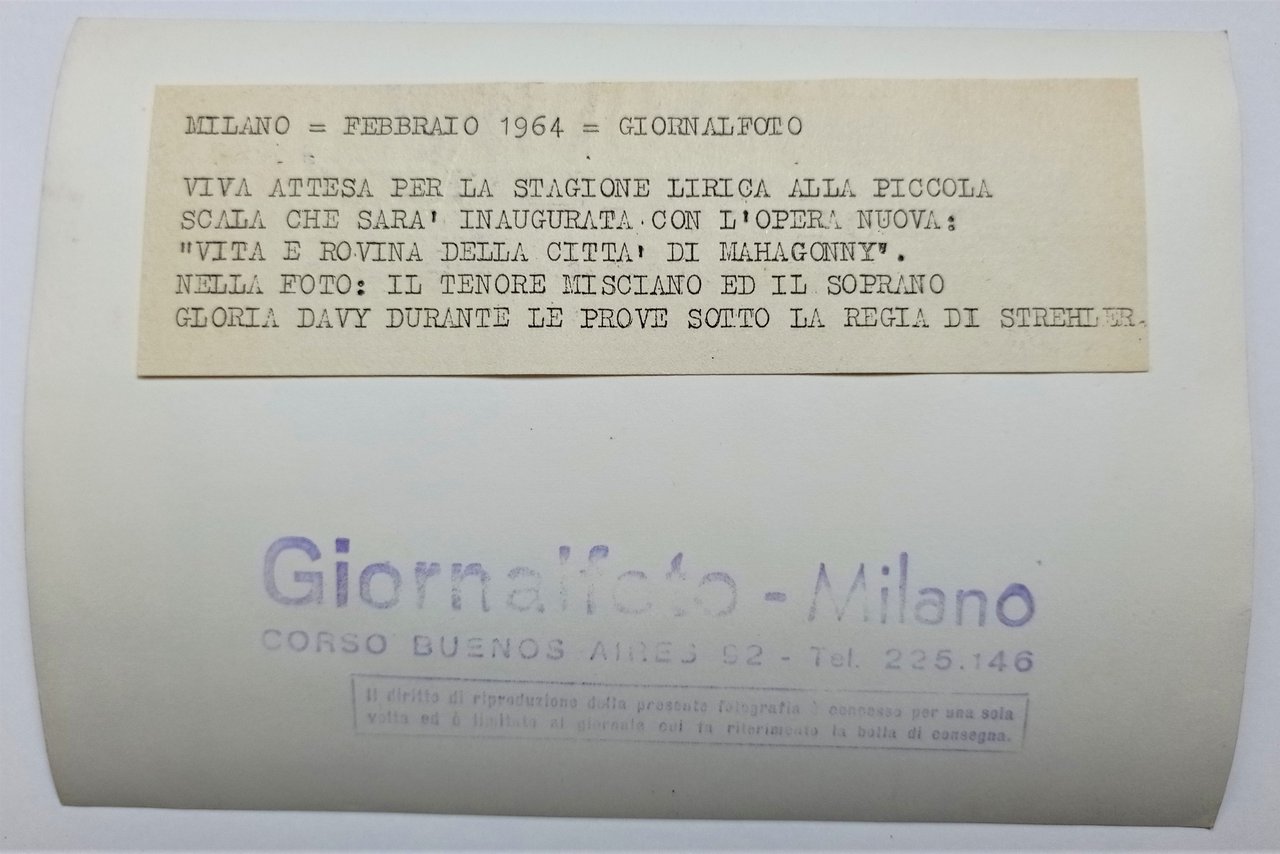 MILANO = FEBBRAIO 1964 = GIORNALFOTO
VIVA ATTESA PER LA STAGIONE LIRICA ALLA PICCOLA
SCALA CHE SARA' INAUGURATA CON L'OPERA NUOVA:
"VITA E ROVINA DELLA CITTA' DI MAHAGONNY".
NELLA FOTO: IL TENORE MISCIANO ED IL SOPRANO
GLORIA DAVY DURANTE LE PROVE SOTTO LA REGIA DI STREHLER.
Giornalfoto - Milano
CORSO BUENOS AIRES 92 - Tel. 225.146
Il diritto di riproduzione della presente fotografia è concesso per una sola
volta ed è limitato al giornale cui fa riferimento la bolla di consegna.